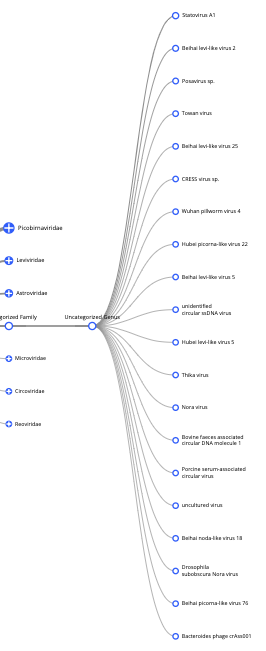 Picobirnaviridae
Leviviridae
Astroviridae
gorized Family
Microviridae
Circoviridae
Reoviridae
Uncategorized Genus
Statovirus A1
Beihai levi-like virus 2
Posavirus sp.
Towan virus
Beihai levi-like virus 25
CRESS virus sp.
Wuhan pillworm virus 4
Hubei picorna-like virus 22
Beihai levi-like virus 5
unidentified
circular ssDNA virus
Hubei levi-like virus 5
Thika virus
Nora virus
Bovine faeces associated
circular DNA molecule 1
Porcine serum-associated
circular virus
uncultured virus
Beihai noda-like virus 18
Drosophila
subobscura Nora virus
Beihai picorna-like virus 76
Bacteroides phage crAss001